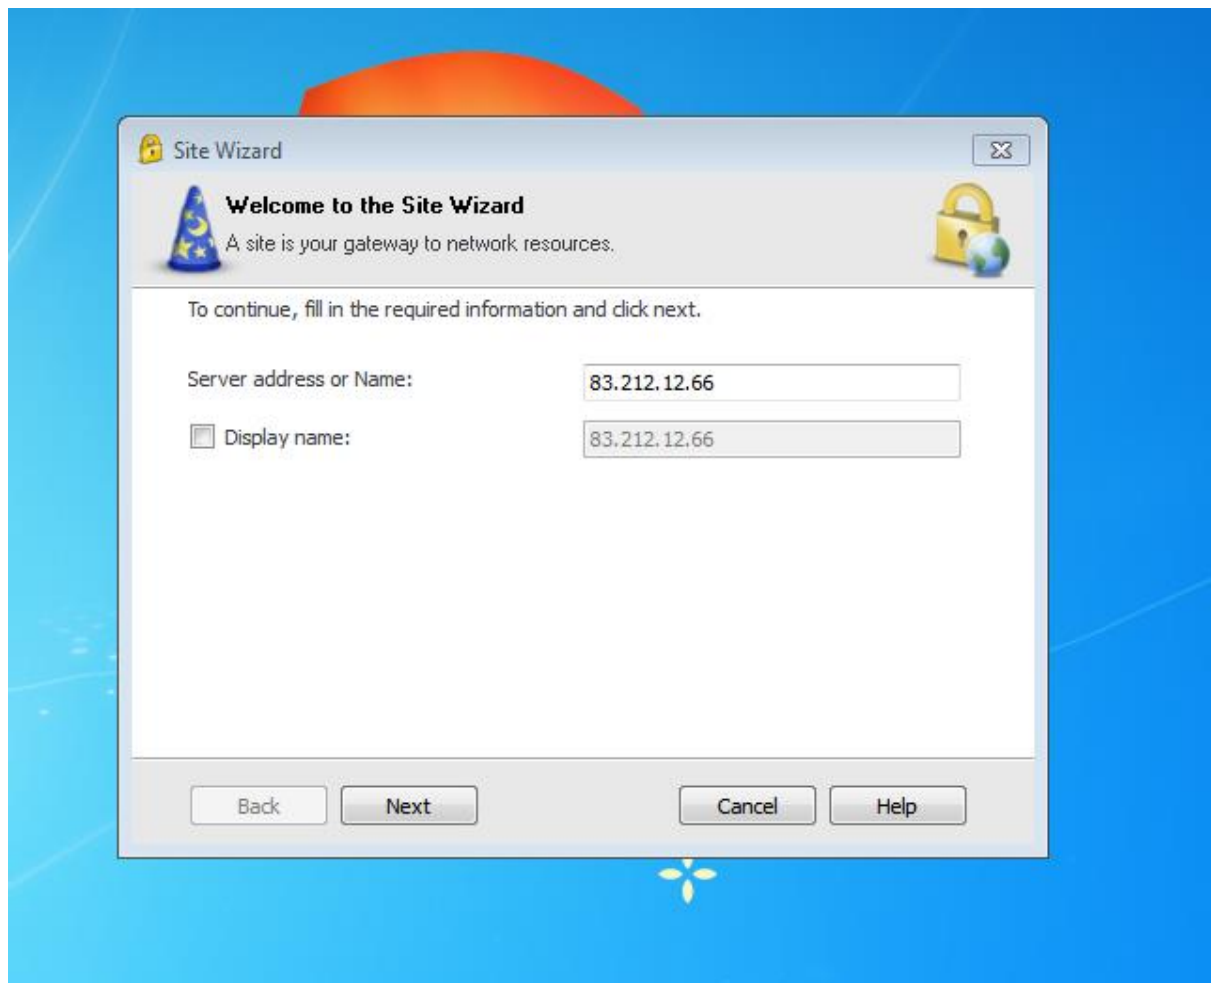 Site Wizard
Welcome to the Site Wizard
A site is your gateway to network resources.
To continue, fill in the required information and click next.
Server address or Name:
83.212.12.66
Display name:
83.212.12.66
Back
Next
Cancel
Help